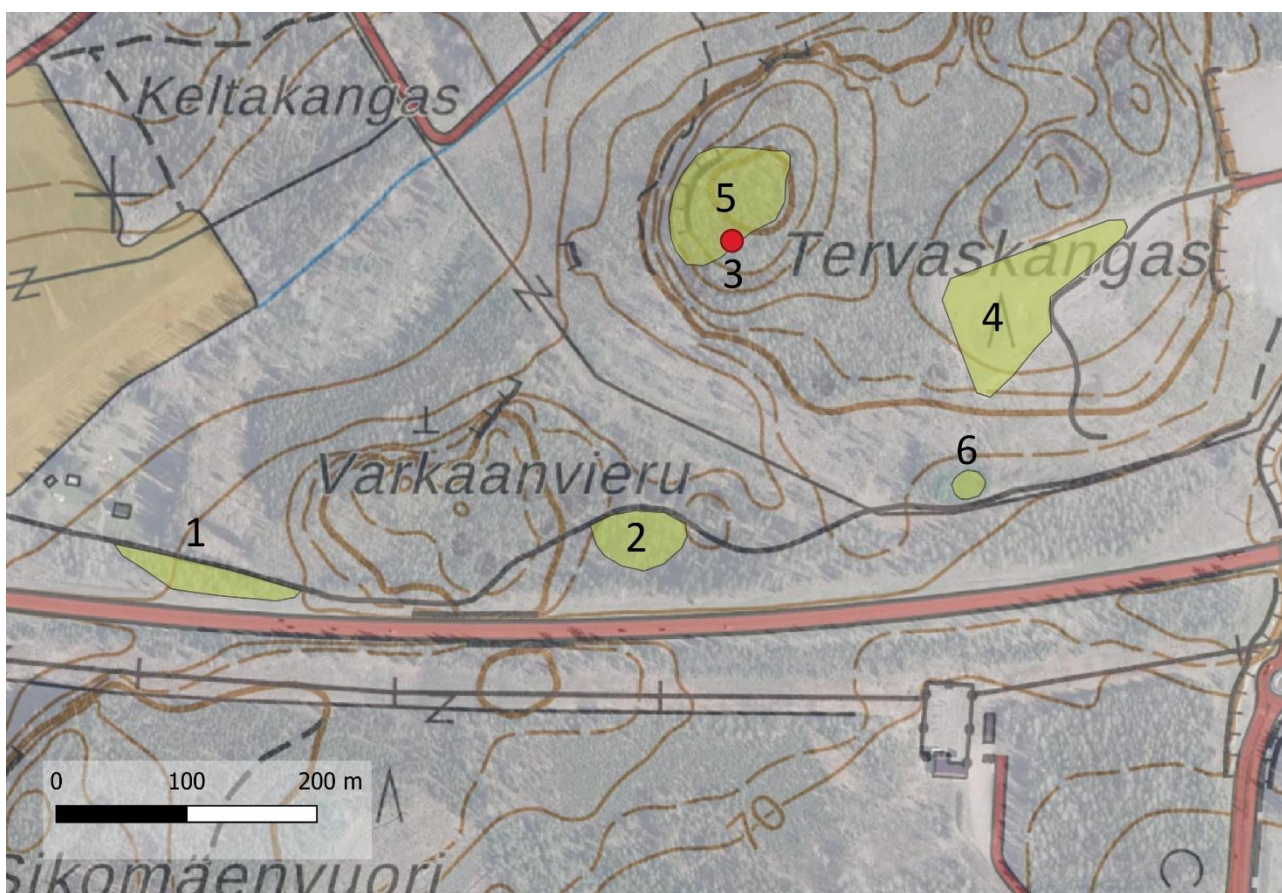 Keltakangas
5
3
Tervaskangas
4
6
Varkaanvieru
1
2
0 100 200 m
70
Sikomäenvuori